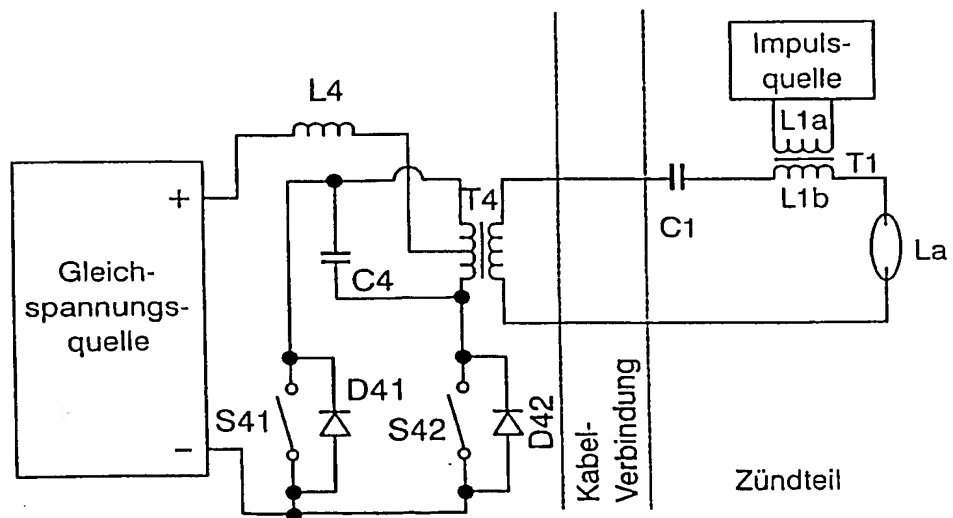 Impuls-
quelle
L1a
T1
L1b
L4
+
T4
C1
La
C4
Gleich-
spannungs-
quelle
D41
S41
S42
D42
−
Kabel-
Verbindung
Zündteil